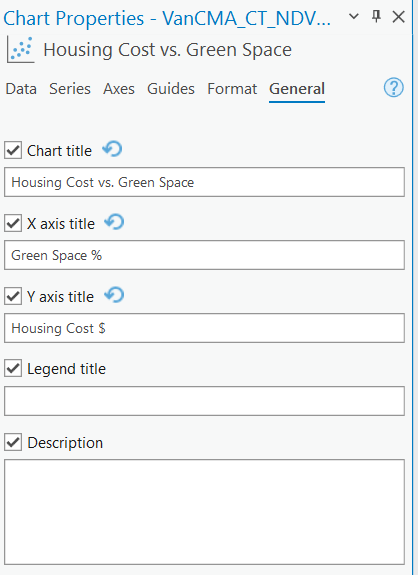 Chart Properties - VanCMA_CT_NDV...
Housing Cost vs. Green Space
Data Series Axes Guides Format General
Chart title
Housing Cost vs. Green Space
X axis title
Green Space %
Y axis title
Housing Cost $
Legend title
Description